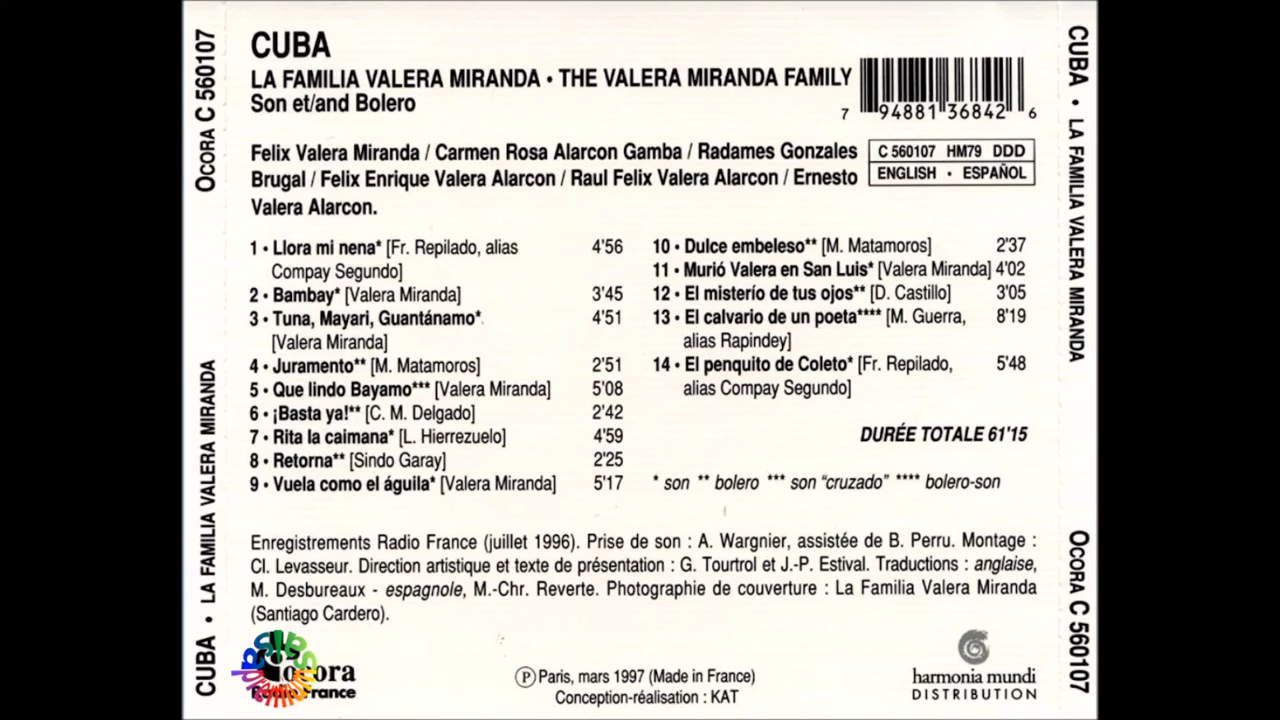 CUBA
LA FAMILIA VALERA MIRANDA • THE VALERA MIRANDA FAMILY
Son et/and Bolero
7 94881 36842 6
Felix Valera Miranda / Carmen Rosa Alarcon Gamba / Radames Gonzales
Brugal / Felix Enrique Valera Alarcon / Raul Felix Valera Alarcon / Ernesto
Valera Alarcon.
C 560107 HM79 DDD
ENGLISH • ESPAÑOL
1 • Llora mi nena* [Fr. Repilado, alias 4'56
Compay Segundo]
2 • Bambay* [Valera Miranda] 3'45
3 • Tuna, Mayari, Guantánamo* 4'51
[Valera Miranda]
4 • Juramento** [M. Matamoros] 2'51
5 • Que lindo Bayamo*** [Valera Miranda] 5'08
6 • ¡Basta ya!** [C. M. Delgado] 2'42
7 • Rita la caimana* [L. Hierrezuelo] 4'59
8 • Retorna** [Sindo Garay] 2'25
9 • Vuela como el águila* [Valera Miranda] 5'17
10 • Dulce embeleso** [M. Matamoros] 2'37
11 • Murió Valera en San Luis* [Valera Miranda] 4'02
12 • El misterío de tus ojos** [D. Castillo] 3'05
13 • El calvario de un poeta**** [M. Guerra, 8'19
alias Rapindey]
14 • El penquito de Coleto* [Fr. Repilado, 5'48
alias Compay Segundo]
DURÉE TOTALE 61'15
* son ** bolero *** son "cruzado" **** bolero-son
Enregistrements Radio France (juillet 1996). Prise de son : A. Wargnier, assistée de B. Perru. Montage :
Cl. Levasseur. Direction artistique et texte de présentation : G. Tourtrol et J.-P. Estival. Traductions : anglaise,
M. Desbureaux - espagnole, M.-Chr. Reverte. Photographie de couverture : La Familia Valera Miranda
(Santiago Cardero).
ocora
Radio France
Ⓟ Paris, mars 1997 (Made in France)
Conception-réalisation : KAT
harmonia mundi
DISTRIBUTION
CUBA • LA FAMILIA VALERA MIRANDA
OCORA C 560107
CUBA • LA FAMILIA VALERA MIRANDA
OCORA C 560107